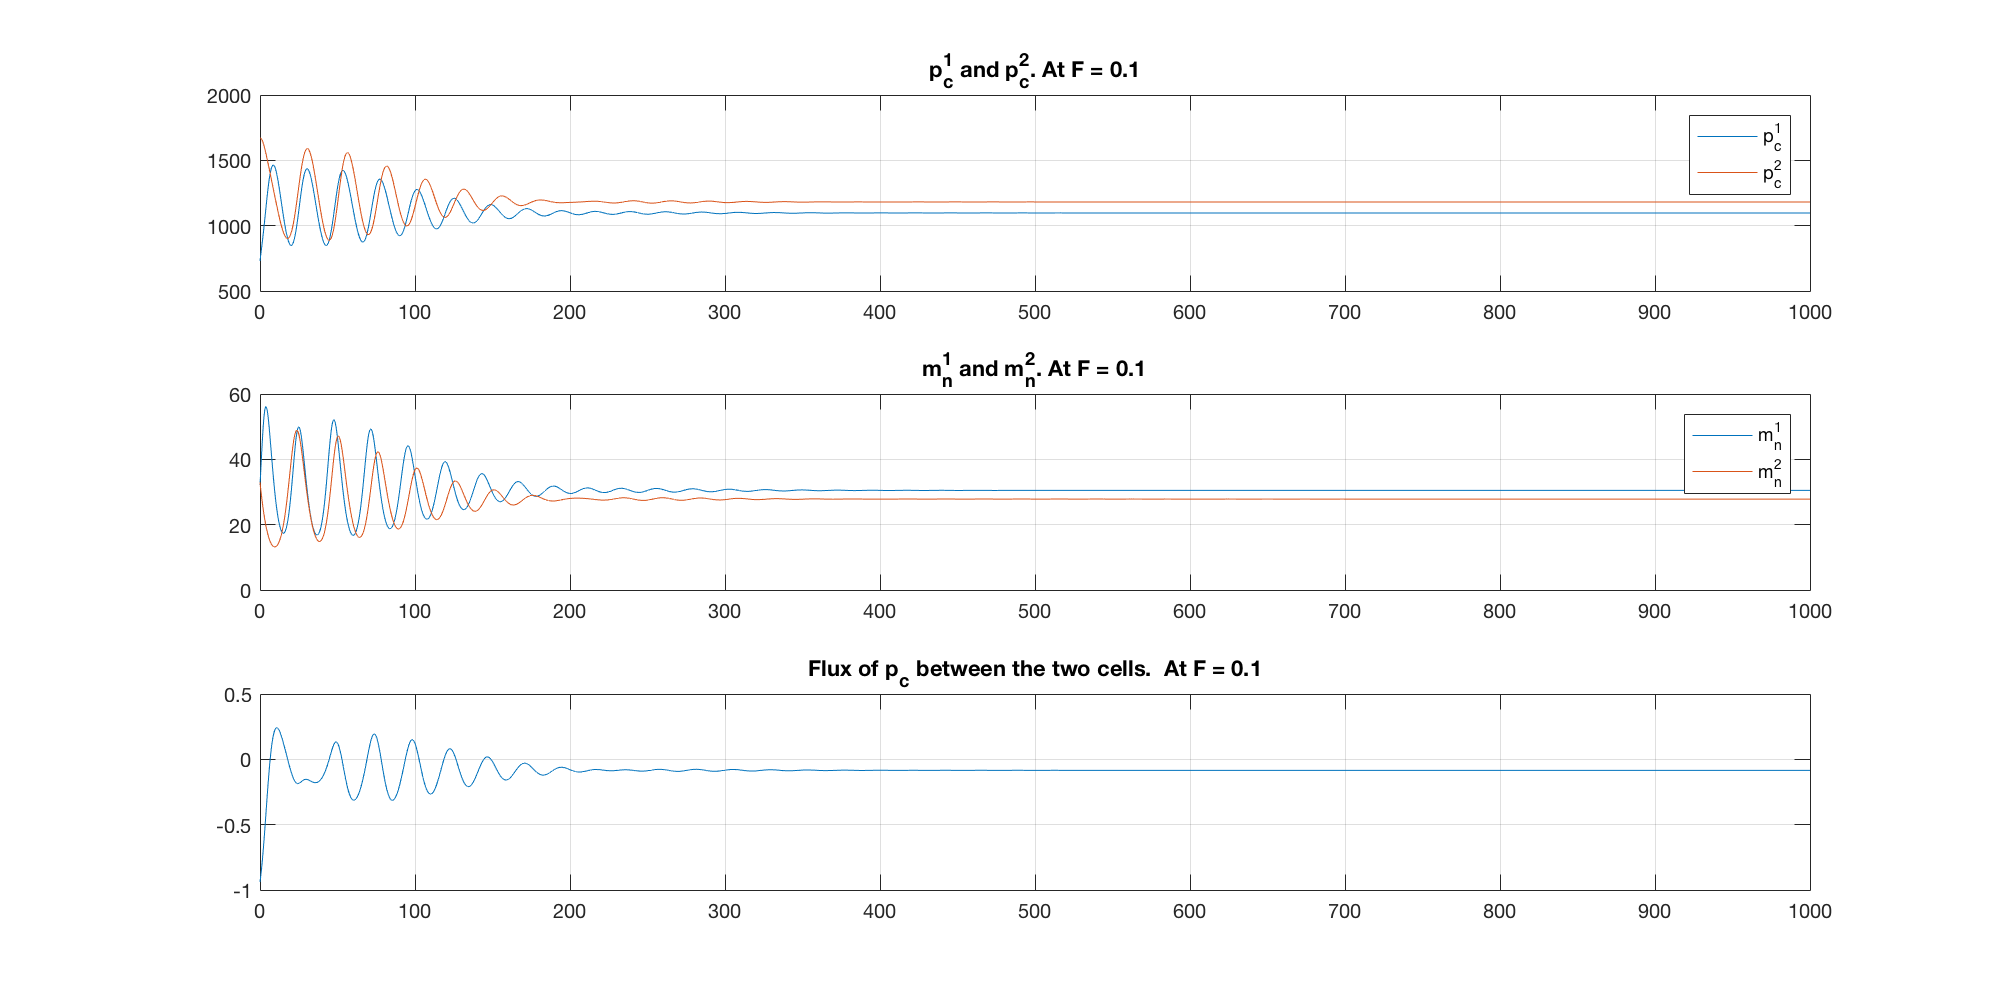 p_c^1 and p_c^2. At F = 0.1
2000
1500
1000
500
0 100 200 300 400 500 600 700 800 900 1000
p_c^1
p_c^2
m_n^1 and m_n^2. At F = 0.1
60
40
20
0
0 100 200 300 400 500 600 700 800 900 1000
m_n^1
m_n^2
Flux of p_c between the two cells. At F = 0.1
0.5
0
-0.5
-1
0 100 200 300 400 500 600 700 800 900 1000